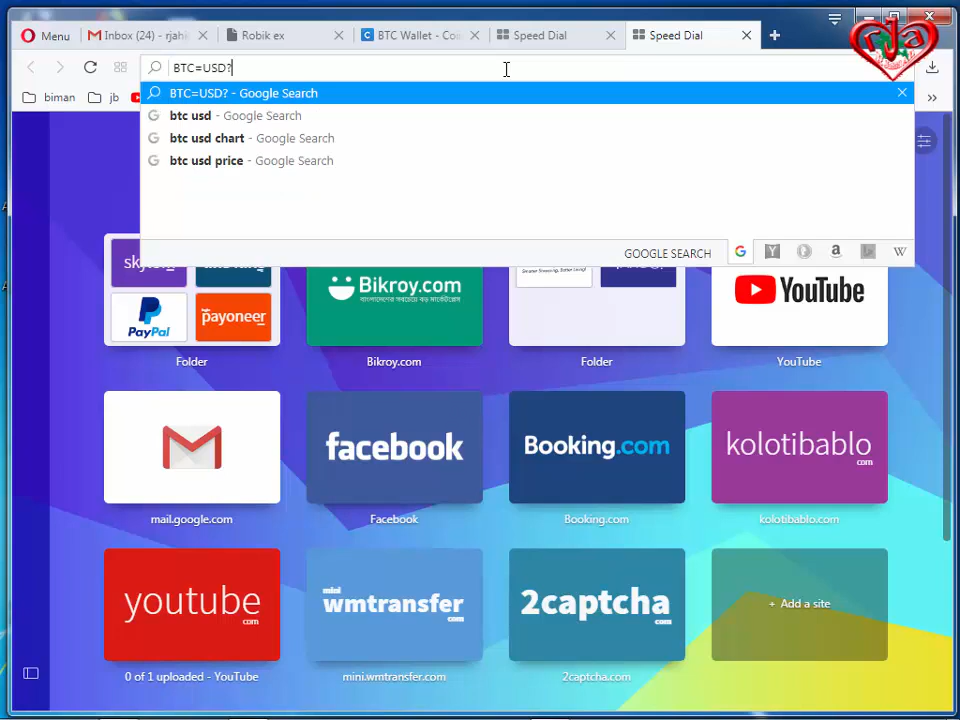 Menu
Inbox (24) - rjahi
Robik ex
BTC Wallet - Coin
Speed Dial
Speed Dial
rja
BTC=USD?
biman
jb
BTC=USD? - Google Search
btc usd - Google Search
btc usd chart - Google Search
btc usd price - Google Search
GOOGLE SEARCH
PayPal
payoneer
Bikroy.com
YouTube
Folder
Bikroy.com
Folder
YouTube
facebook
Booking.com
kolotibablo
com
mail.google.com
Facebook
Booking.com
kolotibablo.com
youtube
com
mini
wmtransfer
com
2captcha
com
+ Add a site
0 of 1 uploaded - YouTube
mini.wmtransfer.com
2captcha.com